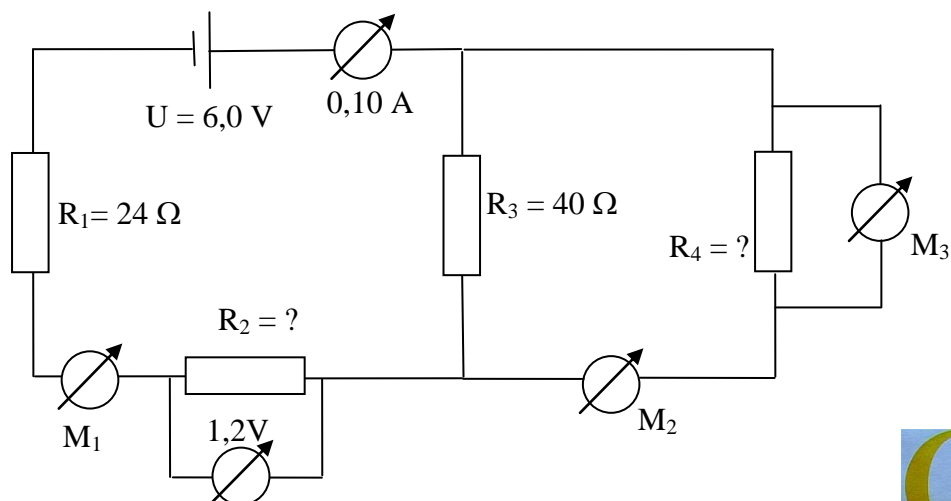 U = 6,0 V
0,10 A
R₁= 24 Ω
R₃ = 40 Ω
R₄ = ?
M₃
R₂ = ?
M₁
1,2V
M₂